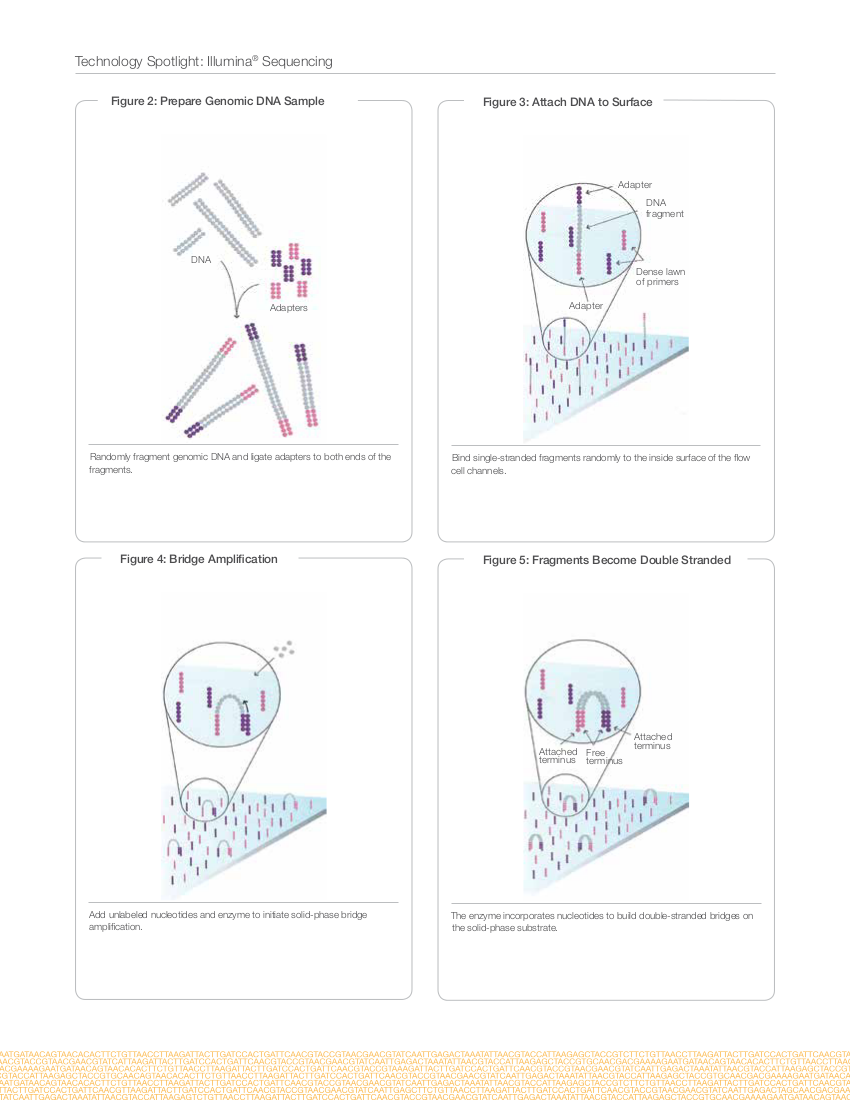 Technology Spotlight: Illumina® Sequencing
Figure 2: Prepare Genomic DNA Sample
DNA
Adapters
Randomly fragment genomic DNA and ligate adapters to both ends of the
fragments.
Figure 3: Attach DNA to Surface
Adapter
DNA
fragment
Dense lawn
of primers
Adapter
Bind single-stranded fragments randomly to the inside surface of the flow
cell channels.
Figure 4: Bridge Amplification
Add unlabeled nucleotides and enzyme to initiate solid-phase bridge
amplification.
Figure 5: Fragments Become Double Stranded
Attached
terminus
Free
terminus
Attached
terminus
The enzyme incorporates nucleotides to build double-stranded bridges on
the solid-phase substrate.